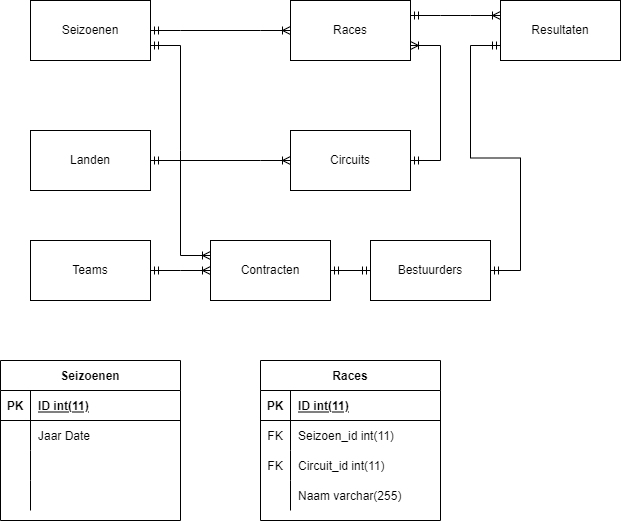 Seizoenen
Races
Resultaten
Landen
Circuits
Teams
Contracten
Bestuurders
Seizoenen
PK ID int(11)
Jaar Date
Races
PK ID int(11)
FK Seizoen_id int(11)
FK Circuit_id int(11)
Naam varchar(255)